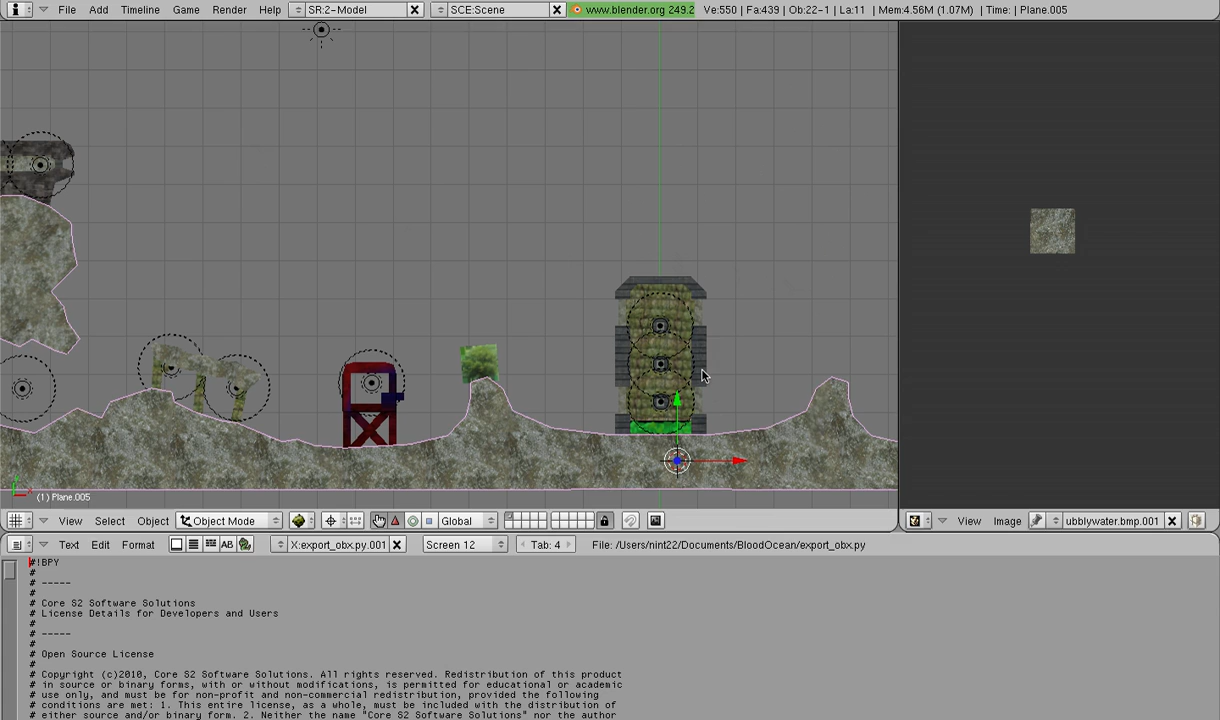 File Add Timeline Game Render Help SR:2-Model SCE:Scene www.blender.org 249.2 Ve:550 | Fa:439 | Ob:22-1 | La:11 | Mem:4.56M (1.07M) | Time: | Plane.005
(1) Plane.005
View Select Object Object Mode Global
View Image ubblywater.bmp.001
Text Edit Format AB X:export_obx.py.001 Screen 12 Tab: 4 File: /Users/nint22/Documents/BloodOcean/export_obx.py
#!BPY
#
# -----
#
# Core S2 Software Solutions
# License Details for Developers and Users
#
# -----
#
# Open Source License
#
# Copyright (c)2010, Core S2 Software Solutions. All rights reserved. Redistribution of this product
# in source or binary forms, with or without modifications, is permitted for educational or academic
# use only, and must be for non-profit and non-commercial redistribution, provided the following
# conditions are met: 1. This entire license, as a whole, must be included with the distribution of
# either source and/or binary form. 2. Neither the name "Core S2 Software Solutions" nor the author